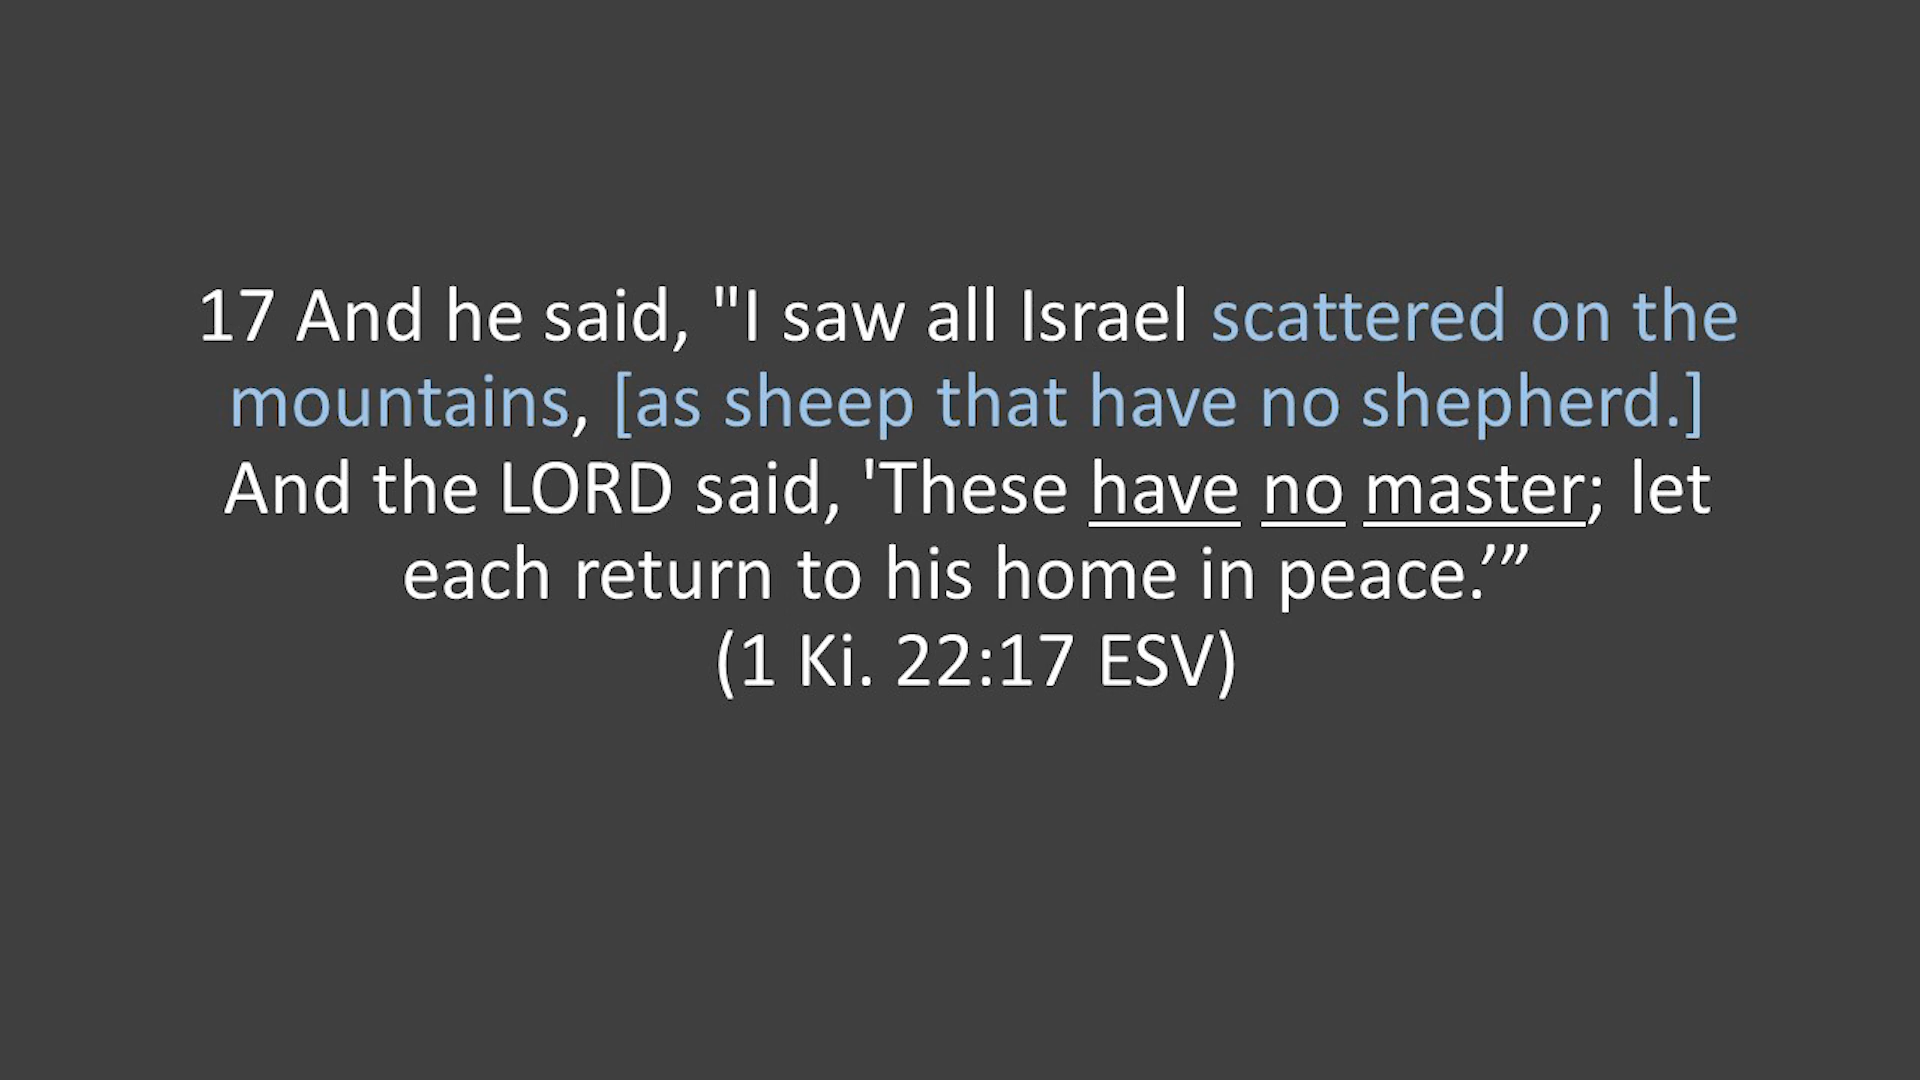 17 And he said, "I saw all Israel scattered on the
mountains, [as sheep that have no shepherd.]
And the LORD said, 'These have no master; let
each return to his home in peace.’”
(1 Ki. 22:17 ESV)